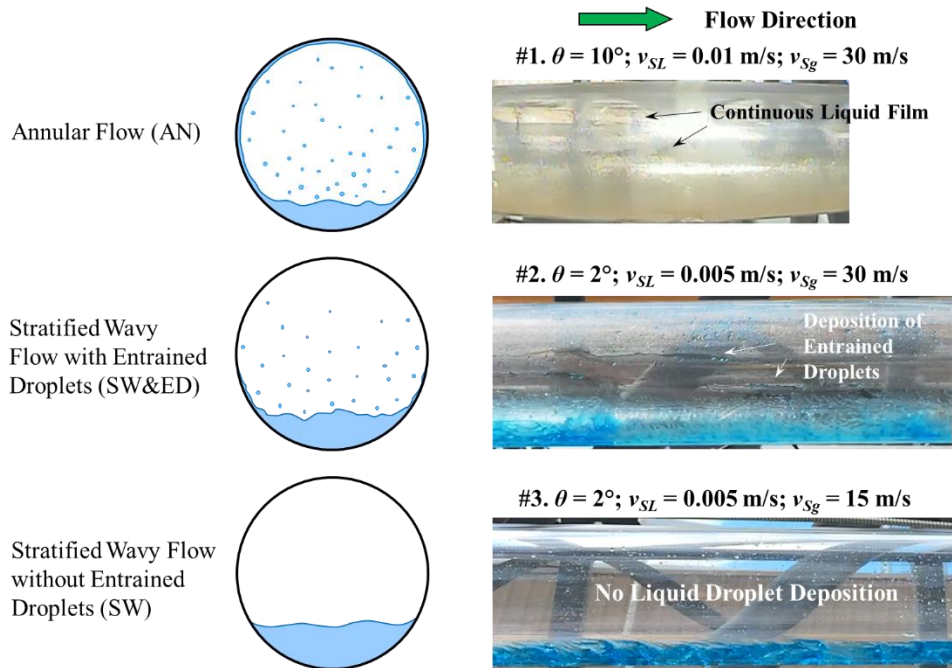 Flow Direction
Annular Flow (AN)
#1. θ = 10°; vSL = 0.01 m/s; vSg = 30 m/s
Continuous Liquid Film
Stratified Wavy
Flow with Entrained
Droplets (SW&ED)
#2. θ = 2°; vSL = 0.005 m/s; vSg = 30 m/s
Deposition of
Entrained
Droplets
Stratified Wavy Flow
without Entrained
Droplets (SW)
#3. θ = 2°; vSL = 0.005 m/s; vSg = 15 m/s
No Liquid Droplet Deposition